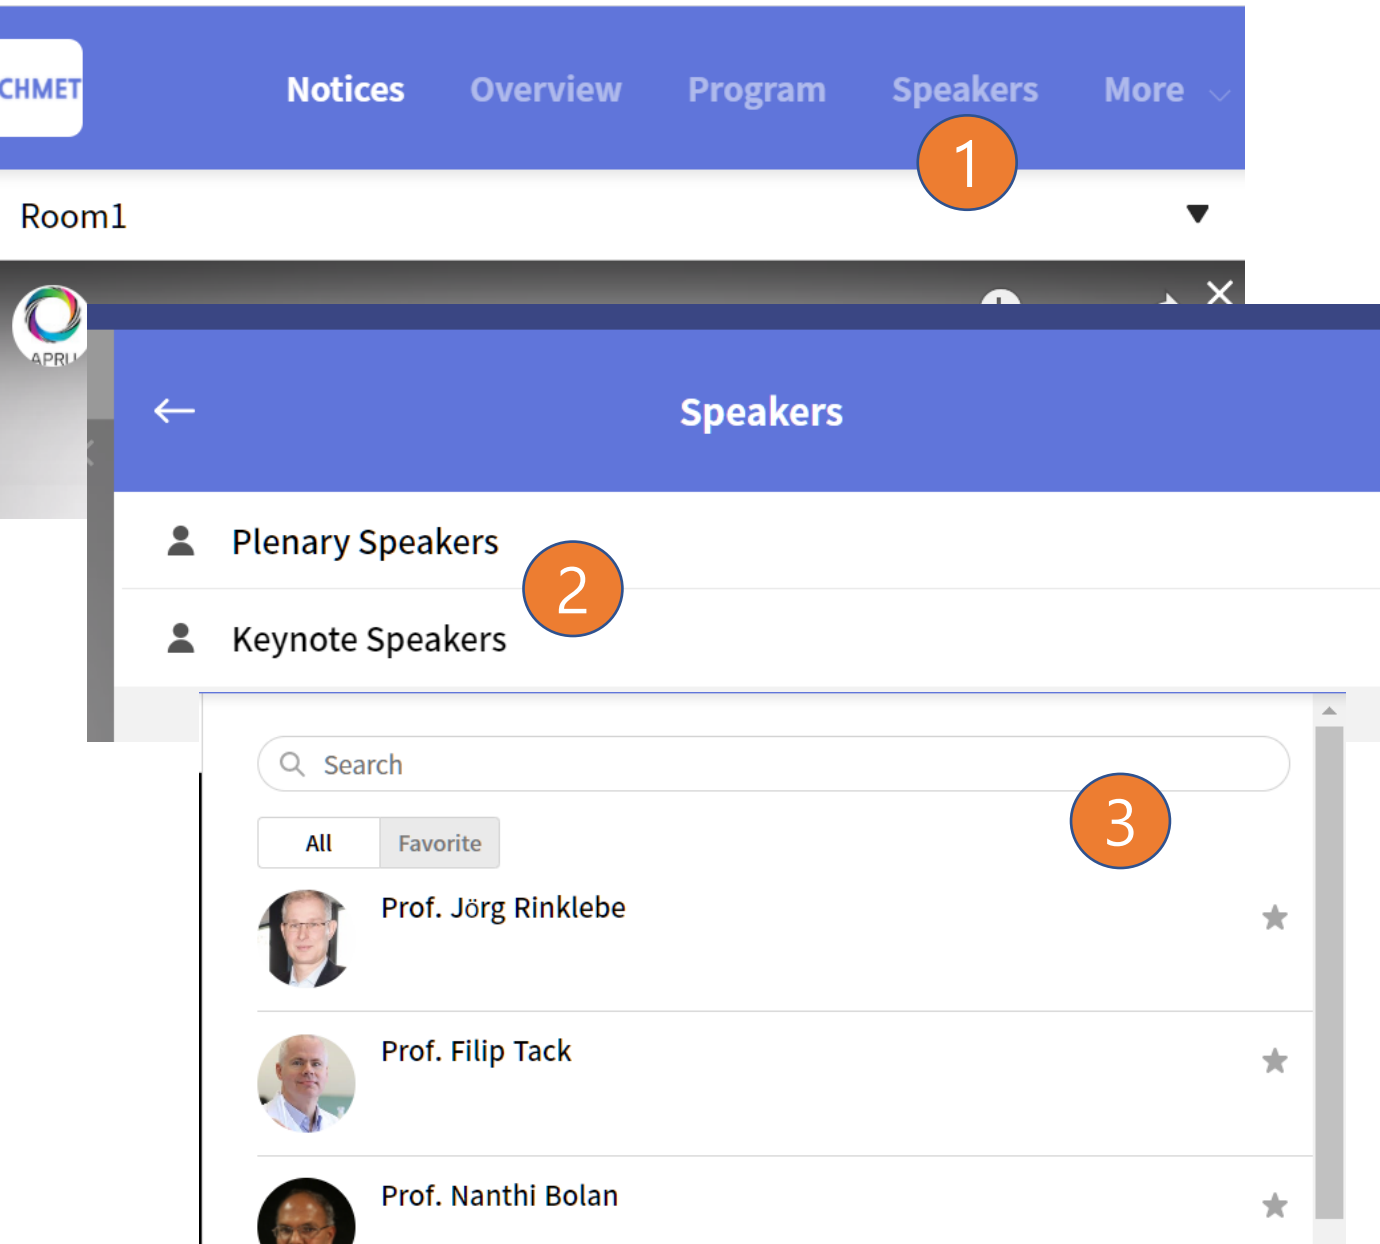 CHMET
Notices Overview Program Speakers More
1
Room1
APRU
Speakers
Plenary Speakers
2
Keynote Speakers
Search
3
All Favorite
Prof. Jörg Rinklebe
Prof. Filip Tack
Prof. Nanthi Bolan